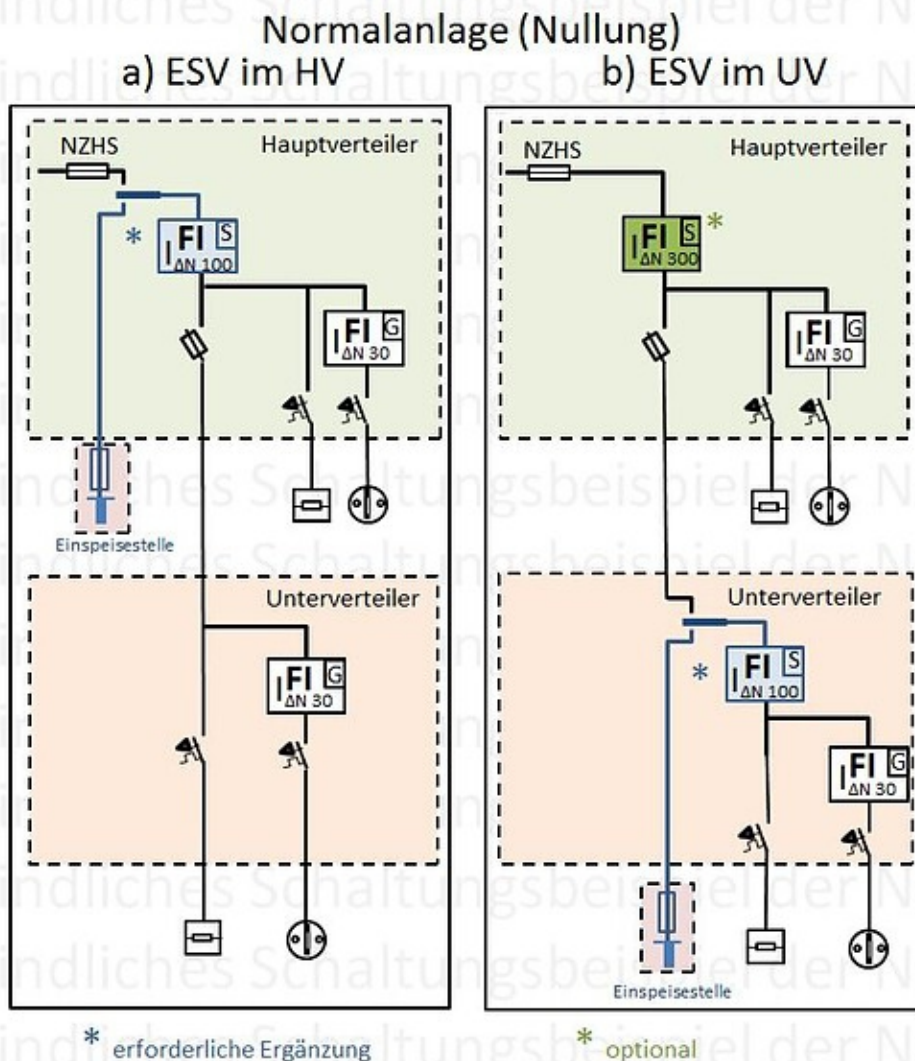 Normalanlage (Nullung)
a) ESV im HV
NZHS
Hauptverteiler
*
FI S
I ΔN 100
FI G
I ΔN 30
Einspeisestelle
Unterverteiler
FI G
I ΔN 30
* erforderliche Ergänzung
b) ESV im UV
NZHS
Hauptverteiler
FI S
I ΔN 300
*
FI G
I ΔN 30
Unterverteiler
*
FI S
I ΔN 100
FI G
I ΔN 30
Einspeisestelle
* optional